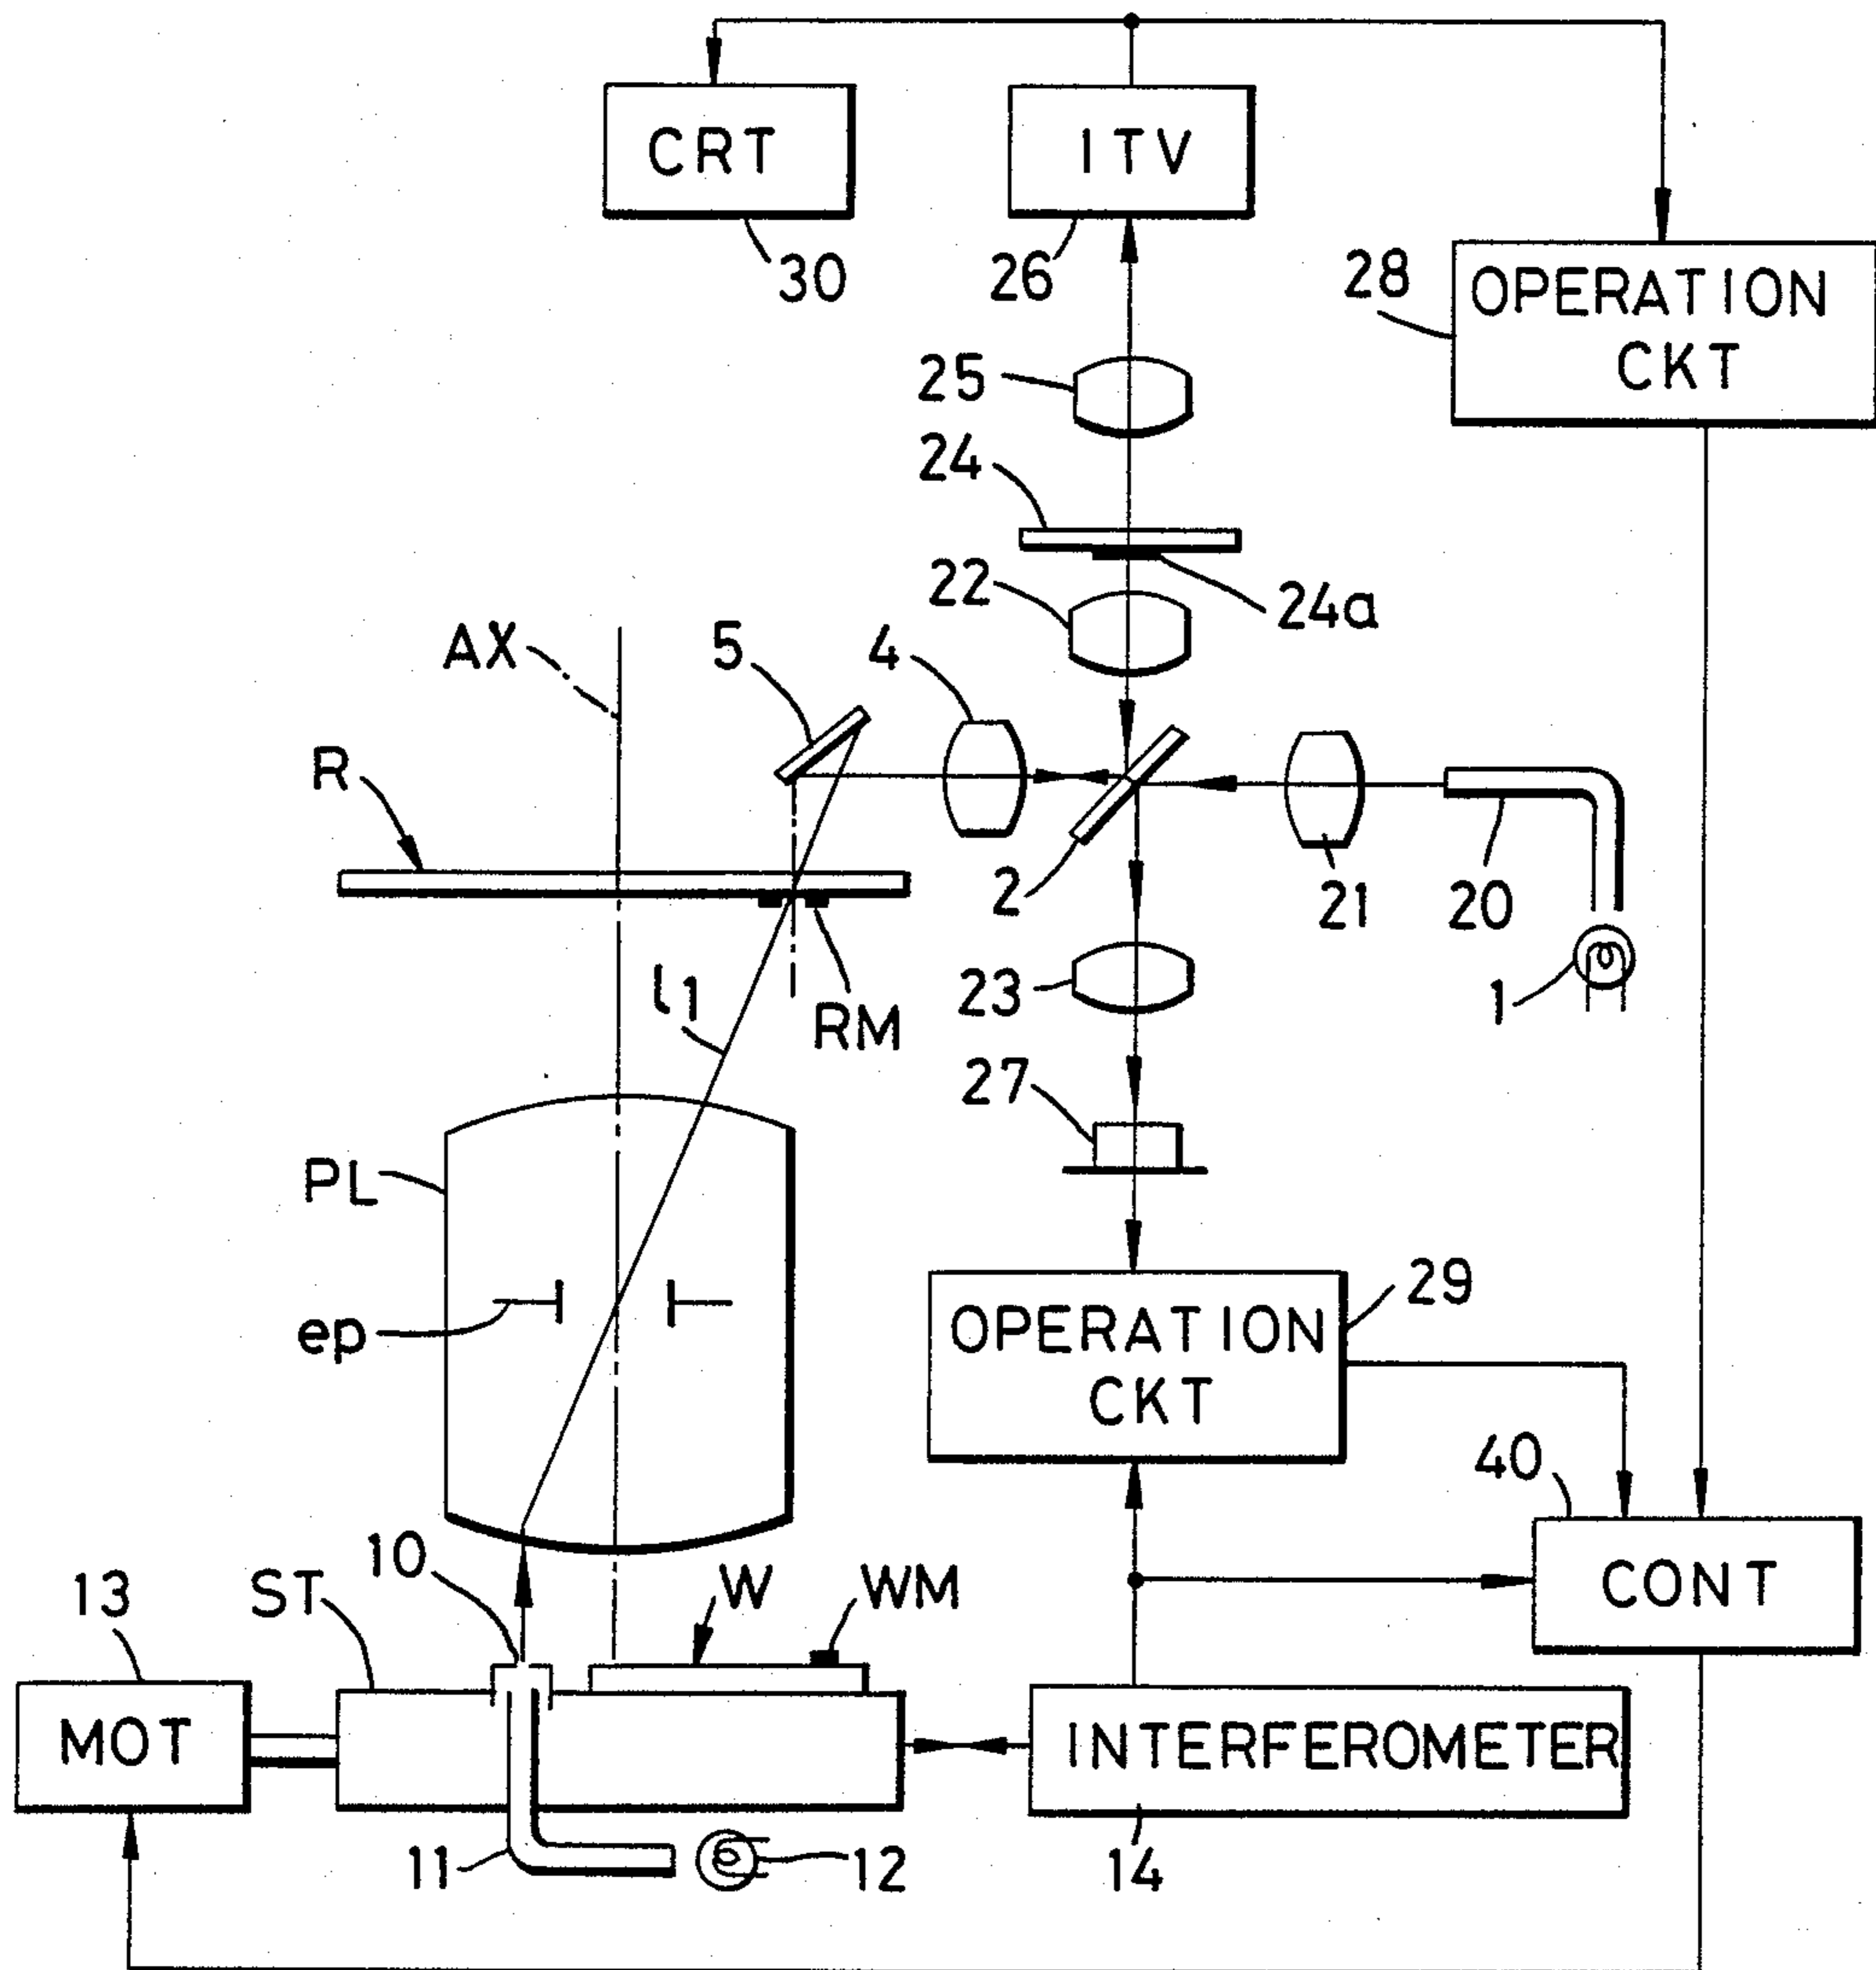 CRT
ITV
30
26
28
OPERATION
CKT
25
24
22
24a
AX
5
4
R
2
21
20
l1
RM
23
1
27
PL
29
ep
OPERATION
CKT
40
10
13
ST
W
WM
CONT
MOT
INTERFEROMETER
11
12
14